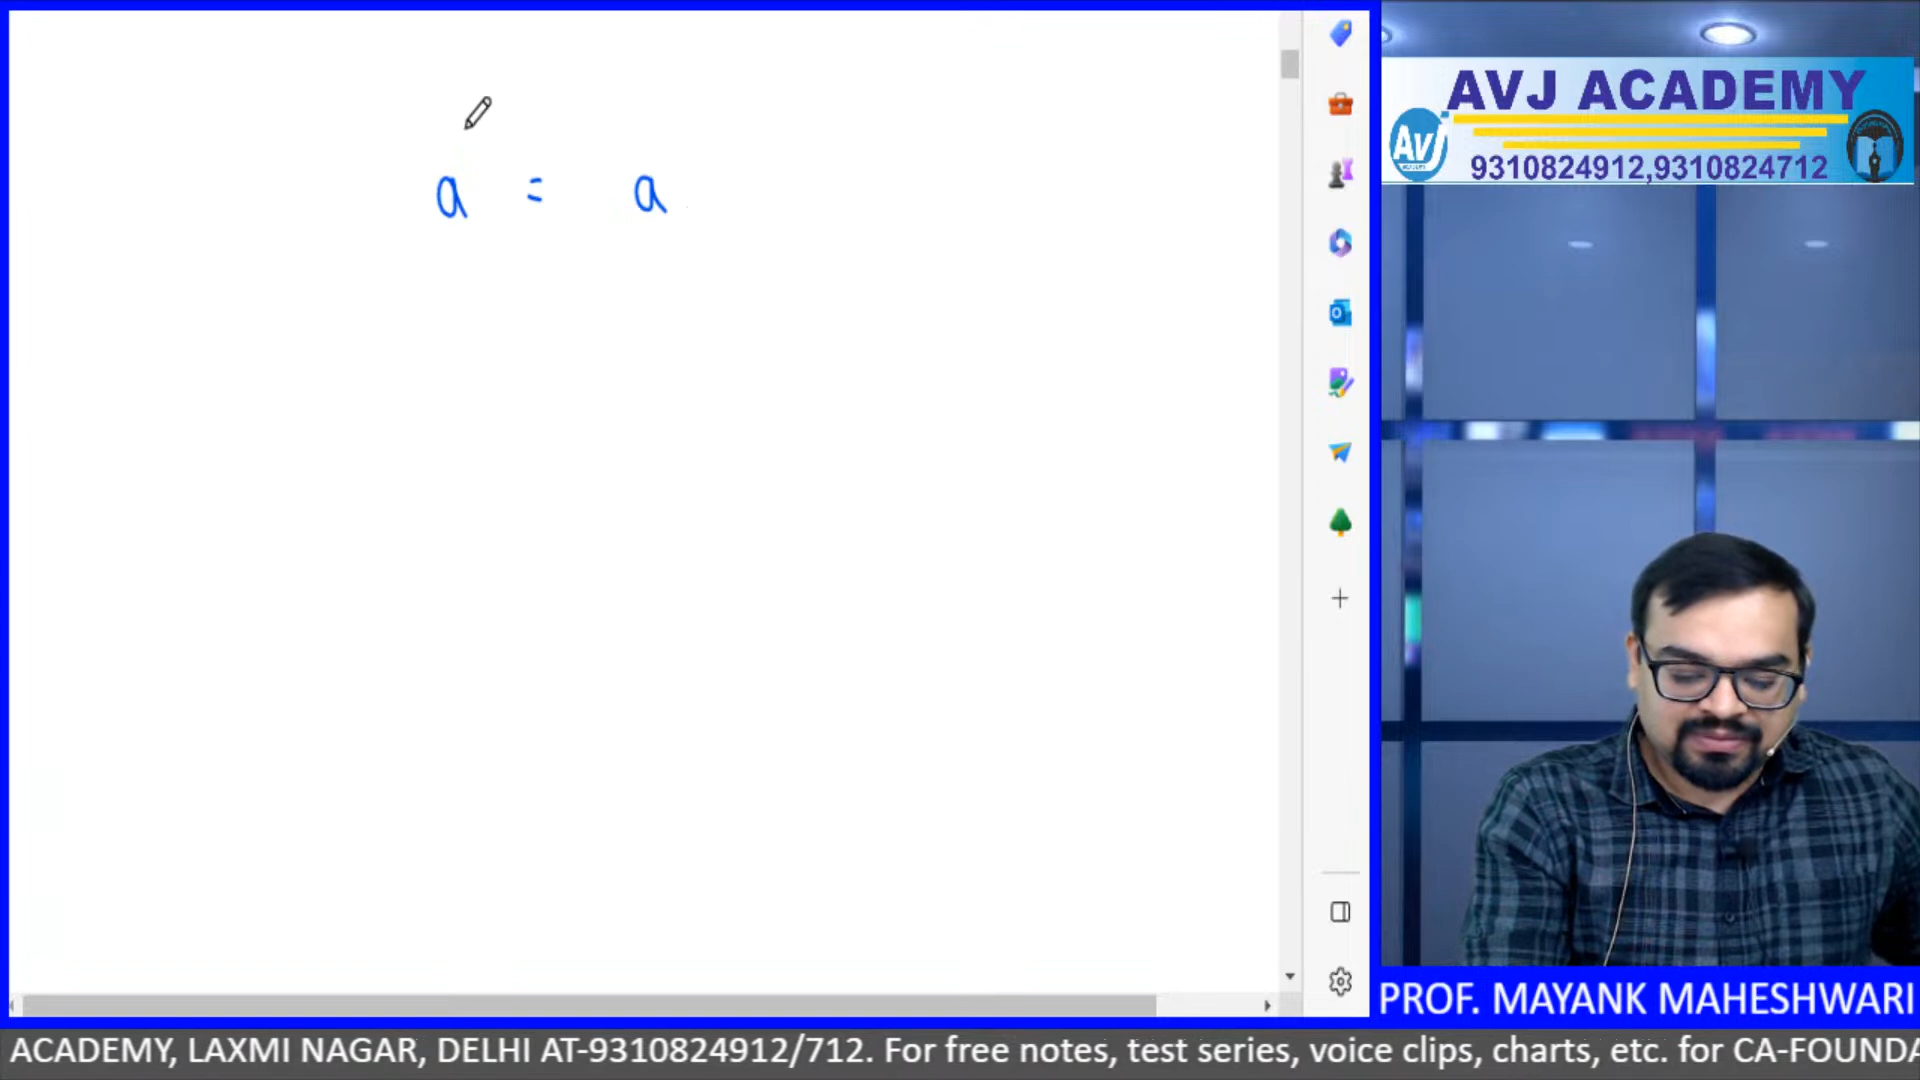 a = a
AVJ ACADEMY
AVJ
9310824912,9310824712
PROF. MAYANK MAHESHWARI
ACADEMY, LAXMI NAGAR, DELHI AT-9310824912/712. For free notes, test series, voice clips, charts, etc. for CA-FOUNDA